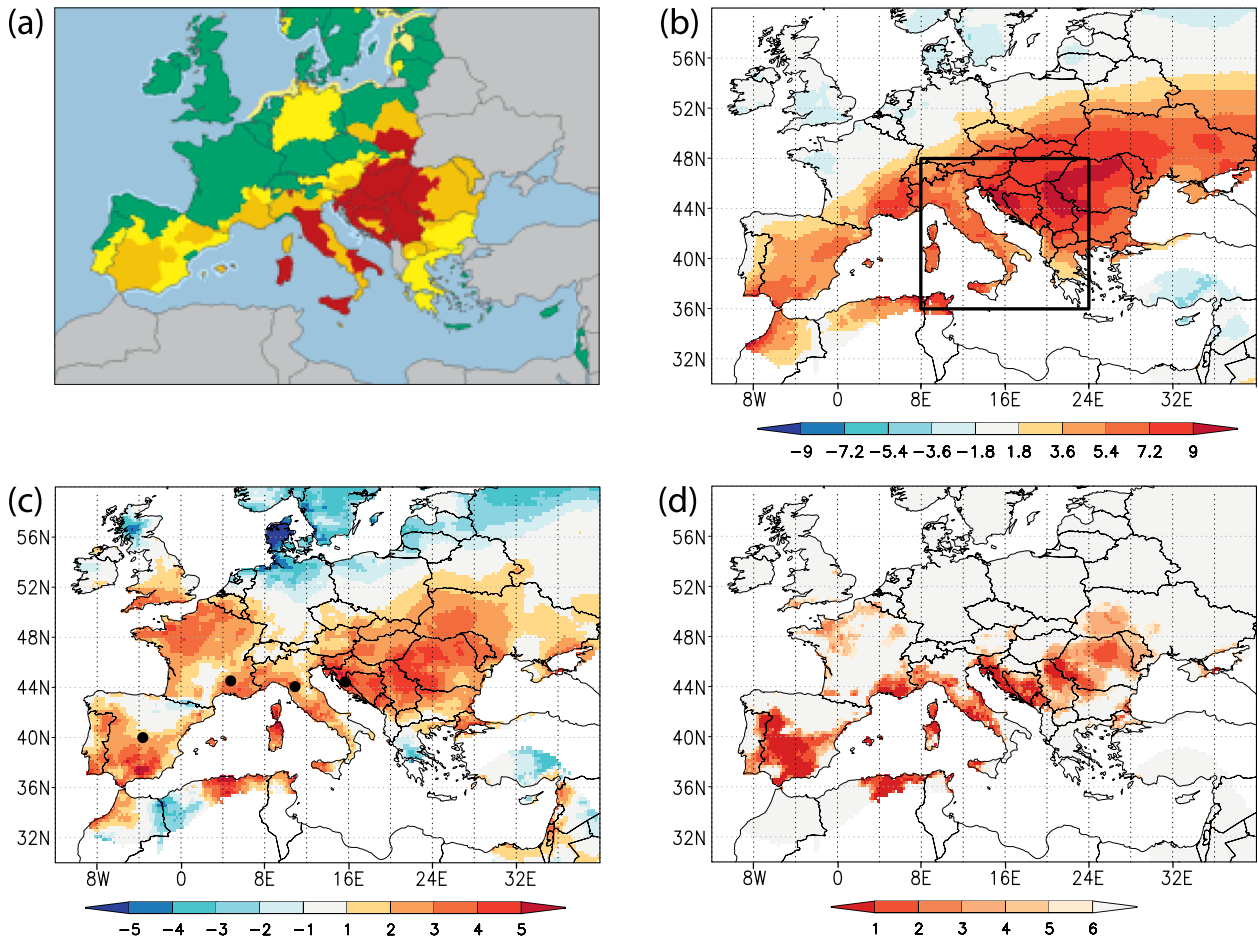 (a)
(b)
56N
52N
48N
44N
40N
36N
32N
8W 0 8E 16E 24E 32E
−9 −7.2 −5.4 −3.6 −1.8 1.8 3.6 5.4 7.2 9
(c)
56N
52N
48N
44N
40N
36N
32N
8W 0 8E 16E 24E 32E
−5 −4 −3 −2 −1 1 2 3 4 5
(d)
56N
52N
48N
44N
40N
36N
32N
8W 0 8E 16E 24E 32E
1 2 3 4 5 6